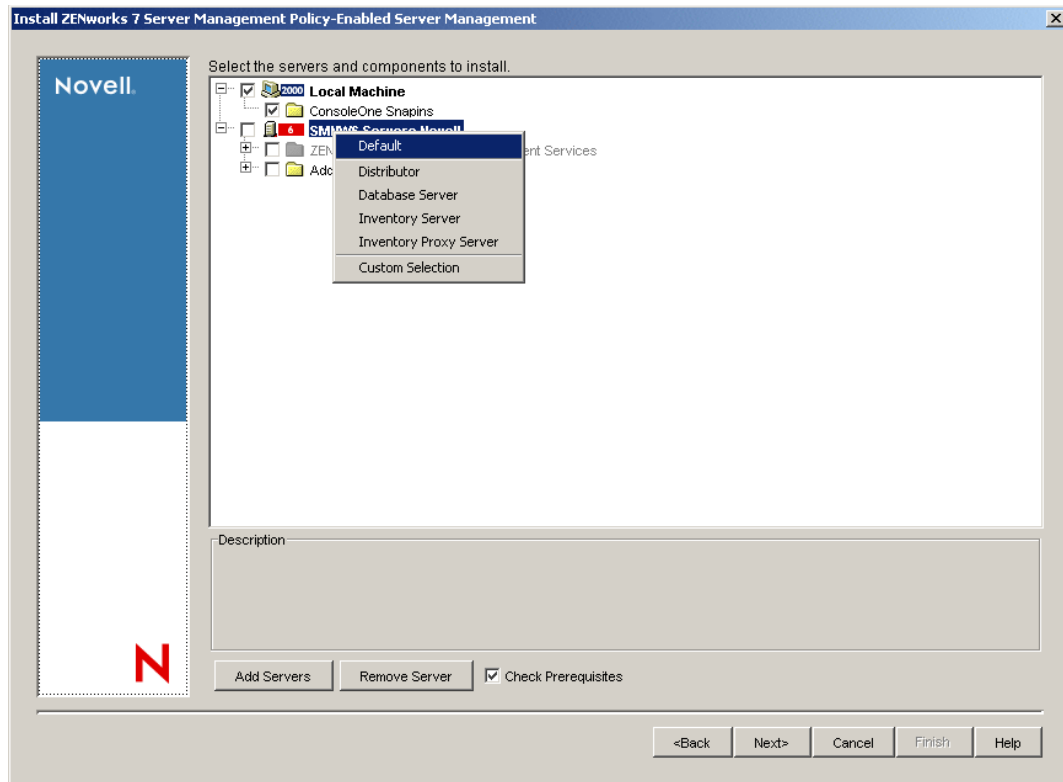 Install ZENworks 7 Server Management Policy-Enabled Server Management
Novell.
Select the servers and components to install.
2000 Local Machine
ConsoleOne Snapins
6
Default
ent Services
Distributor
Database Server
Inventory Server
Inventory Proxy Server
Custom Selection
Description
N
Add Servers
Remove Server
Check Prerequisites
<Back
Next>
Cancel
Finish
Help